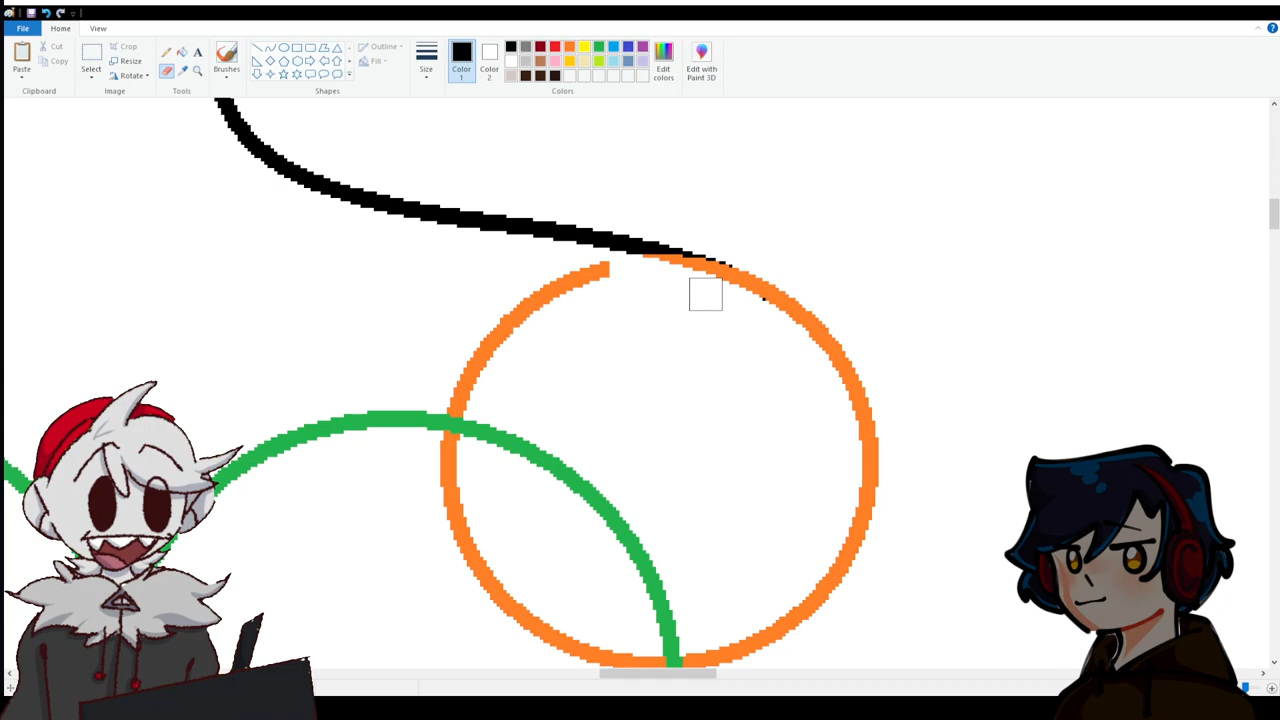 File Home View
Paste
Cut
Copy
Clipboard
Select
Crop
Resize
Rotate
Image
A
Tools
Brushes
Shapes
Outline
Fill
Size
Color 1
Color 2
Edit colors
Colors
Edit with Paint 3D